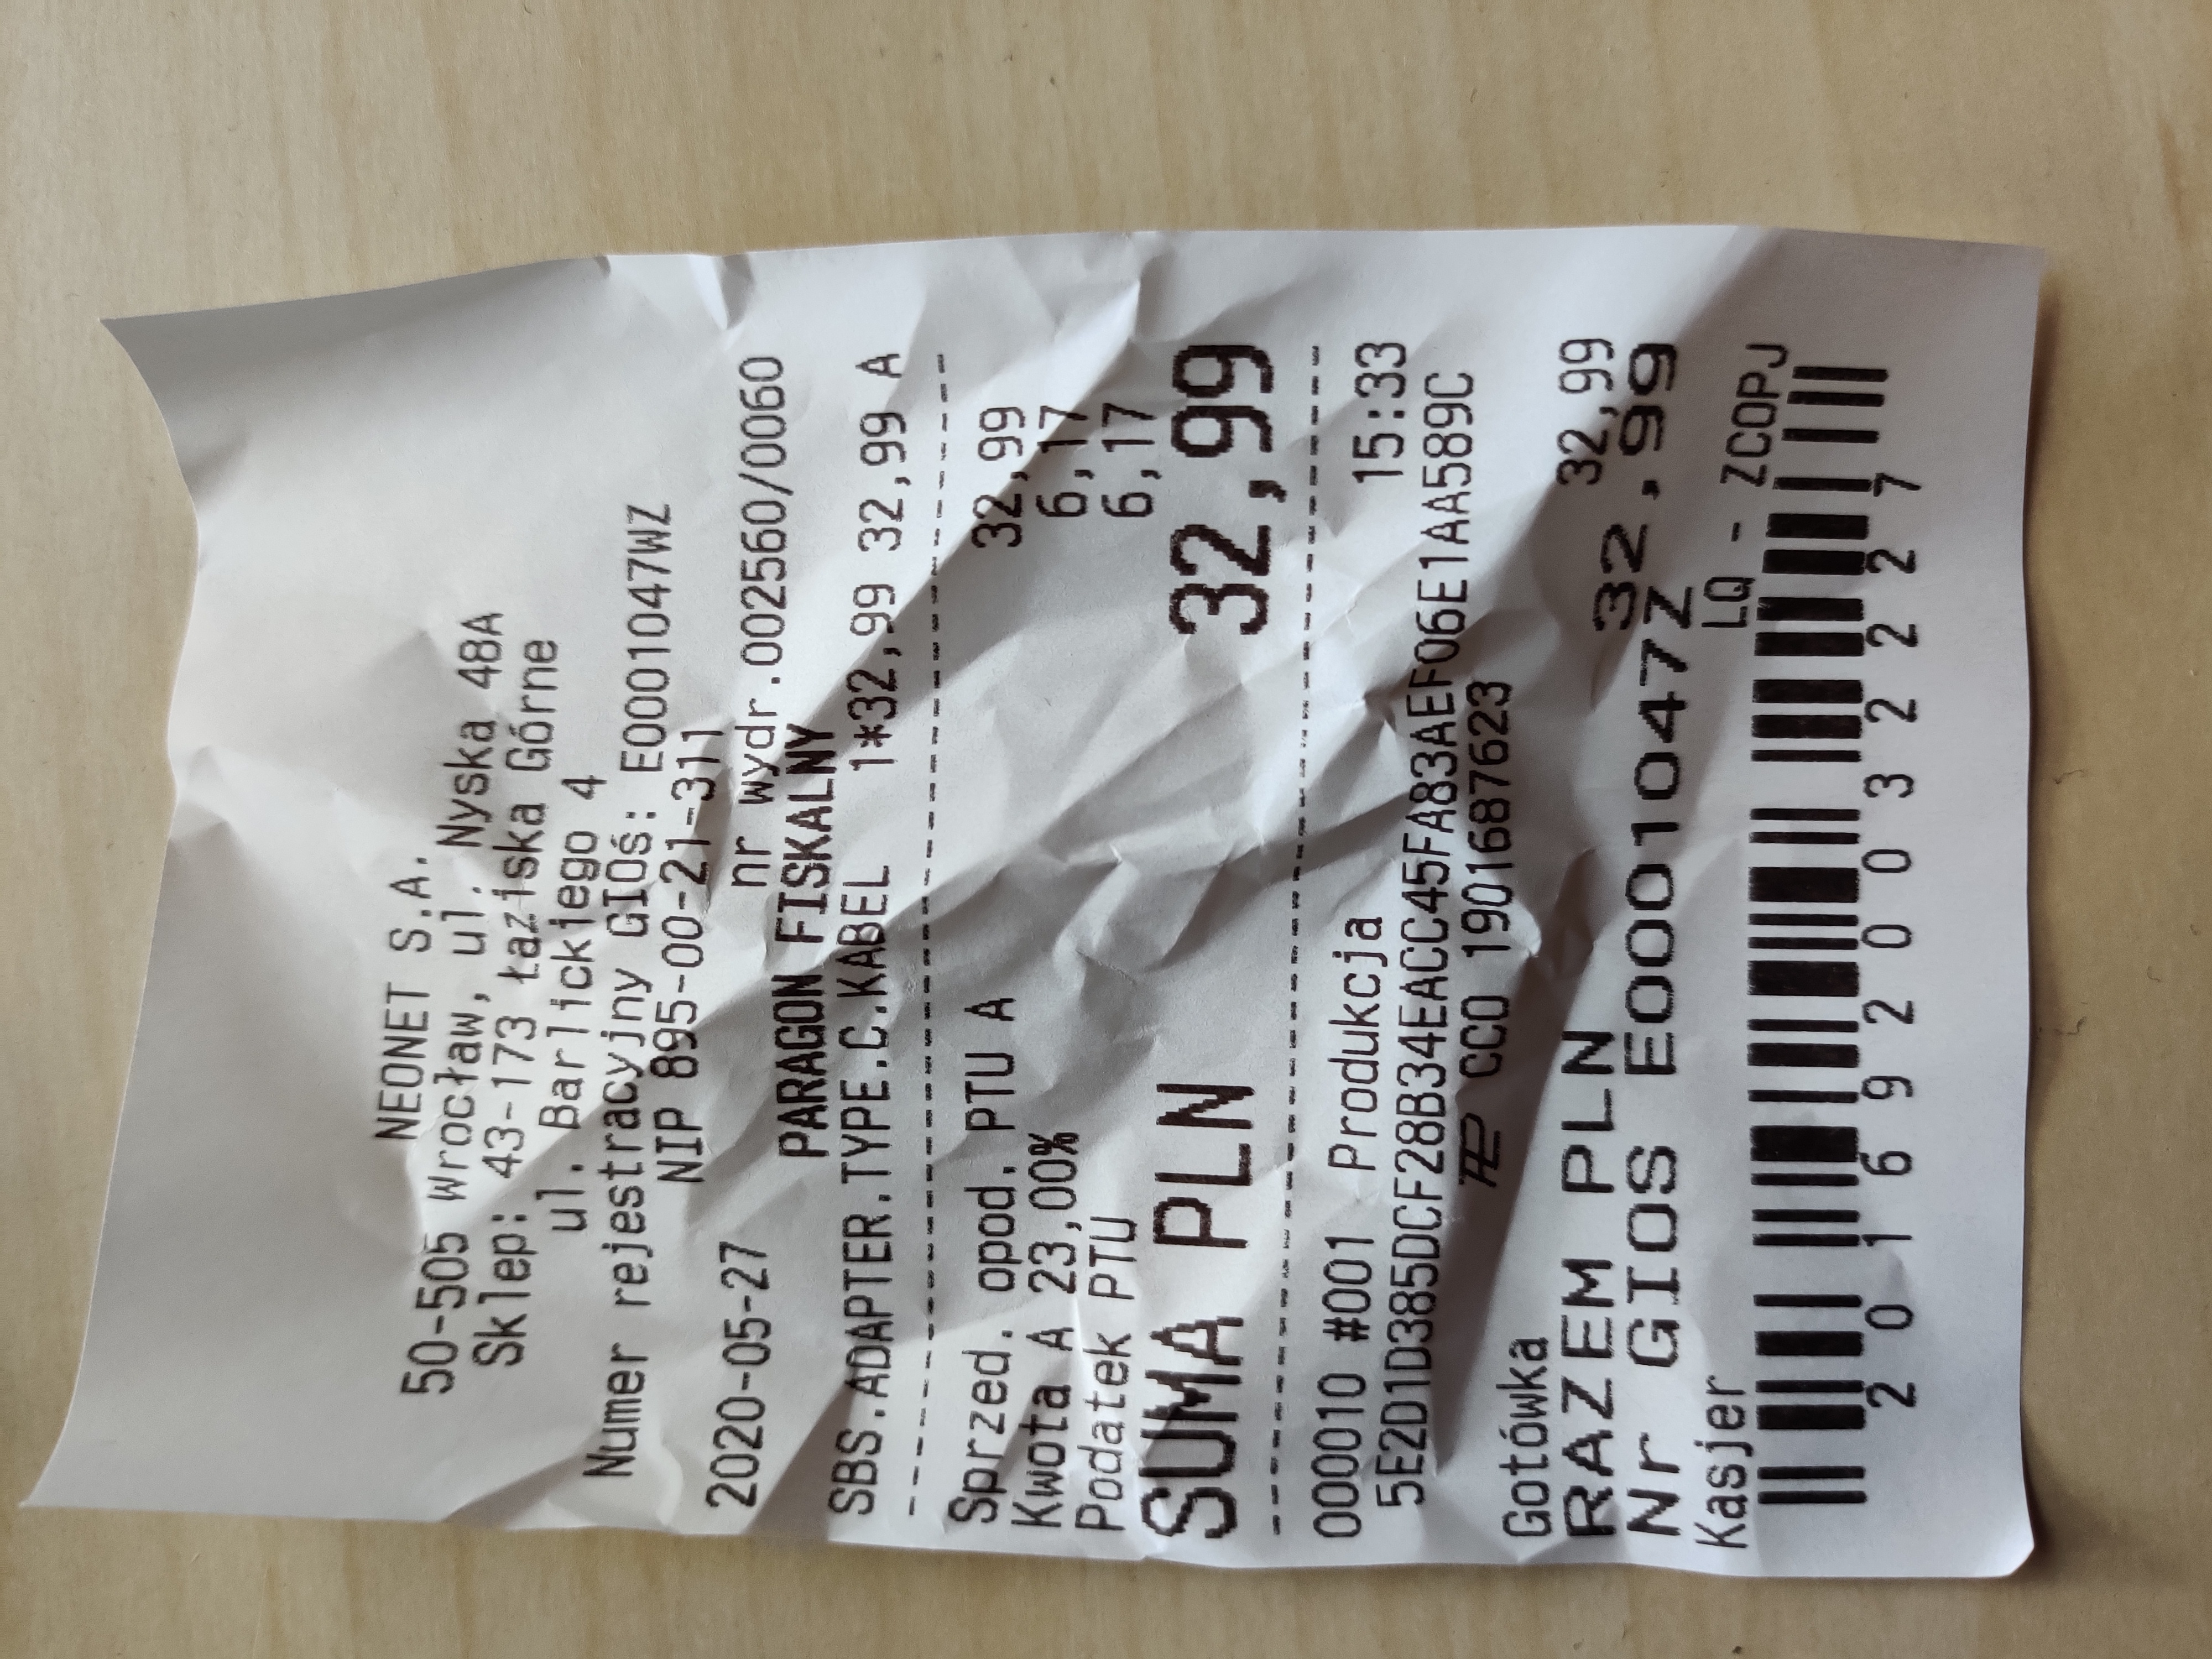 NEONET S.A.
50-505 Wrocław, ul. Nyska 48A
Sklep: 43-173 Łaziska Górne
ul. Barlickiego 4
Numer rejestracyjny GIOś: E0001047WZ
NIP 895-00-21-311
2020-05-27 nr wydr.002560/0060
PARAGON FISKALNY
SBS.ADAPTER.TYPE.C.KABEL 1*32,99 32,99 A
Sprzed. opod. PTU A 32,99
Kwota A 23,00% 6,17
Podatek PTU 6,17
SUMA PLN 32,99
000010 #001 Produkcja 15:33
5E2D1D385DCF28B34EACC45FA83AEF06E1AA589C
CCO 1901687623
Gotówka 32,99
RAZEM PLN 32,99
Nr GIOS E0001047Z
Kasjer LQ - ZCOPJ
2016920032227